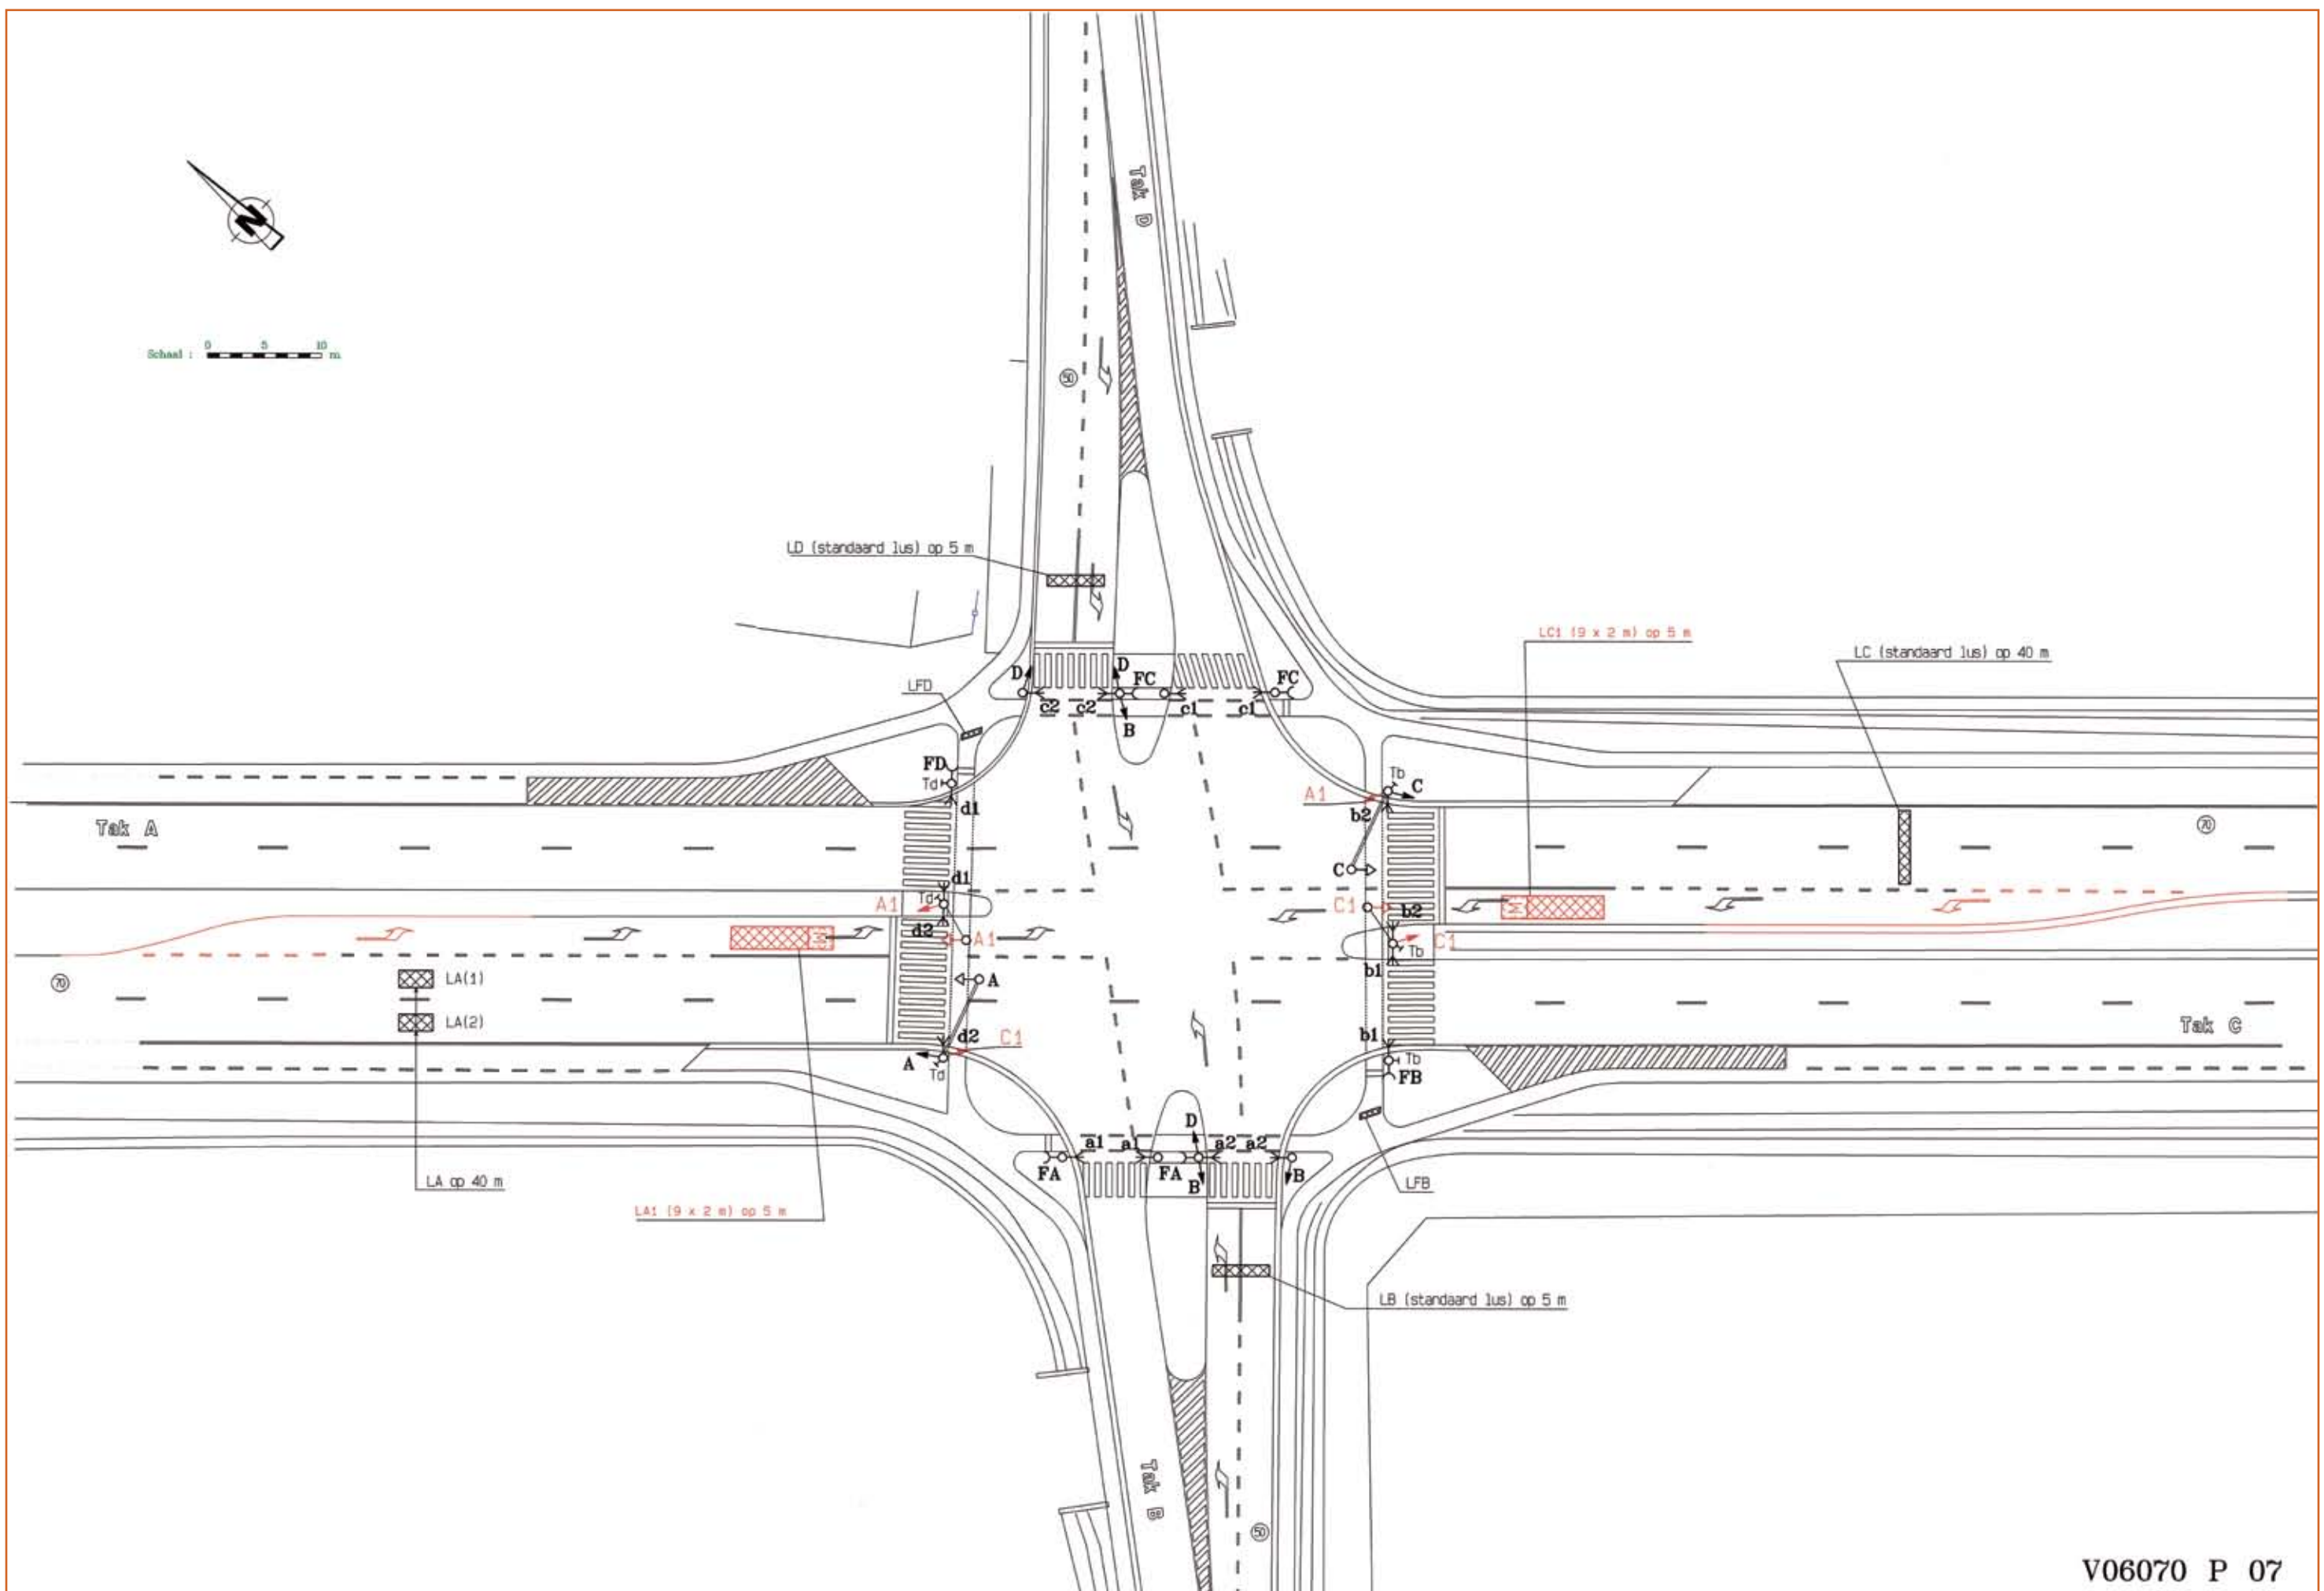 Tak D
N
0 5 10
Schaal : m
50
LD (standaard lus) op 5 m
LC1 (9 x 2 m) op 5 m
LC (standaard lus) op 40 m
D D FC FC
LFD
c2 c2 c1 c1
B
FD
Td
d1
Tb
C
A1
b2
Tak A
70
d1
Td
A1
C
C1
b2
d2
A1
C1
Tb
b1
70
LA(1)
A
LA(2)
Tak C
d2
C1
b1
A
Td
Tb
FB
D
a1 a1 a2 a2
FA FA B B
LA op 40 m
LFB
LA1 (9 x 2 m) op 5 m
LB (standaard lus) op 5 m
Tak B
50
V06070 P 07